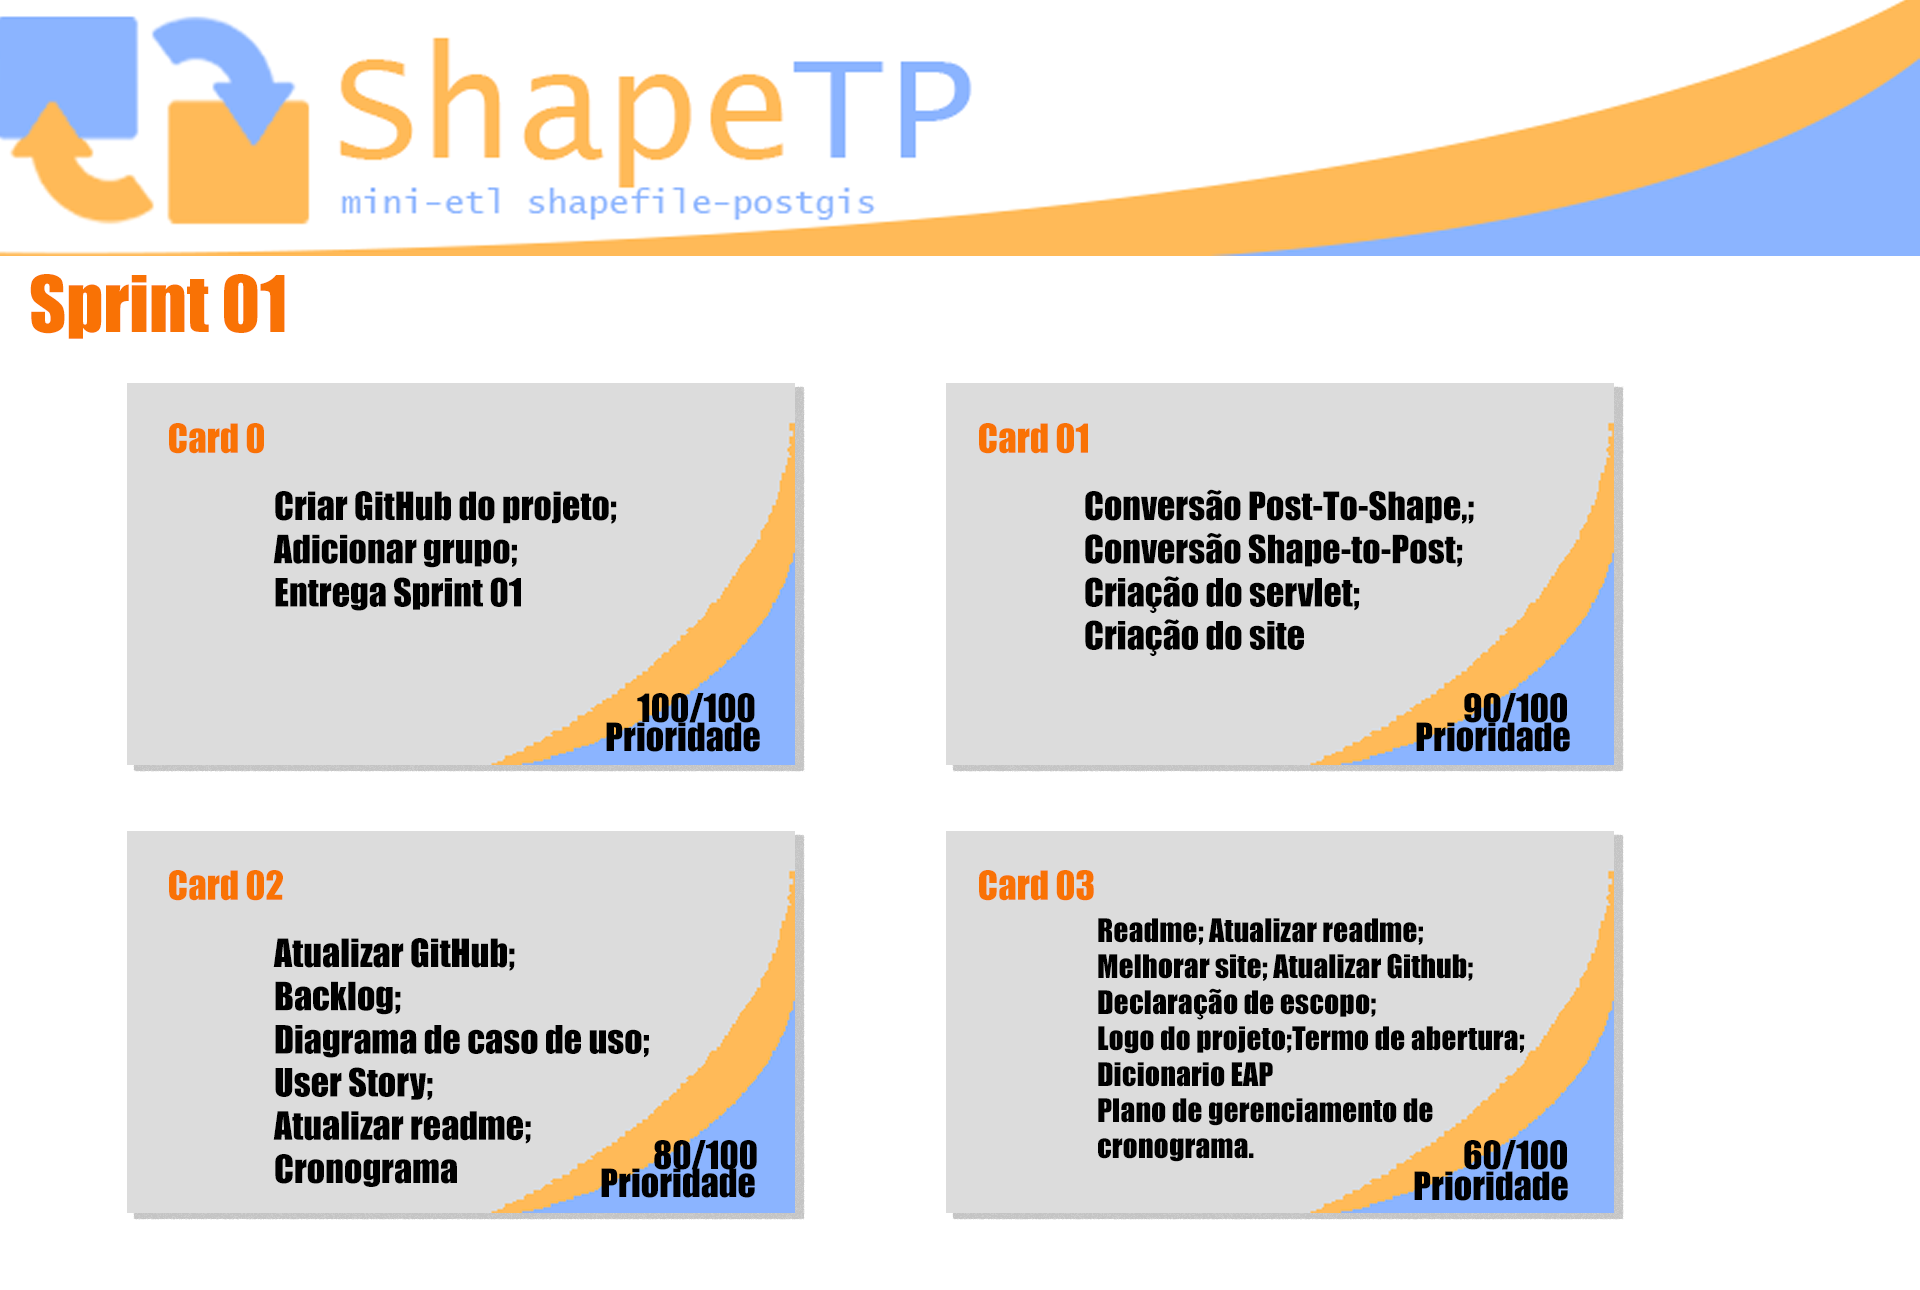 ShapeTP
mini-etl shapefile-postgis
Sprint 01
Card 0
Criar GitHub do projeto;
Adicionar grupo;
Entrega Sprint 01
100/100
Prioridade
Card 01
Conversão Post-To-Shape,;
Conversão Shape-to-Post;
Criação do servlet;
Criação do site
90/100
Prioridade
Card 02
Atualizar GitHub;
Backlog;
Diagrama de caso de uso;
User Story;
Atualizar readme;
Cronograma
80/100
Prioridade
Card 03
Readme; Atualizar readme;
Melhorar site; Atualizar Github;
Declaração de escopo;
Logo do projeto;Termo de abertura;
Dicionario EAP
Plano de gerenciamento de
cronograma.
60/100
Prioridade